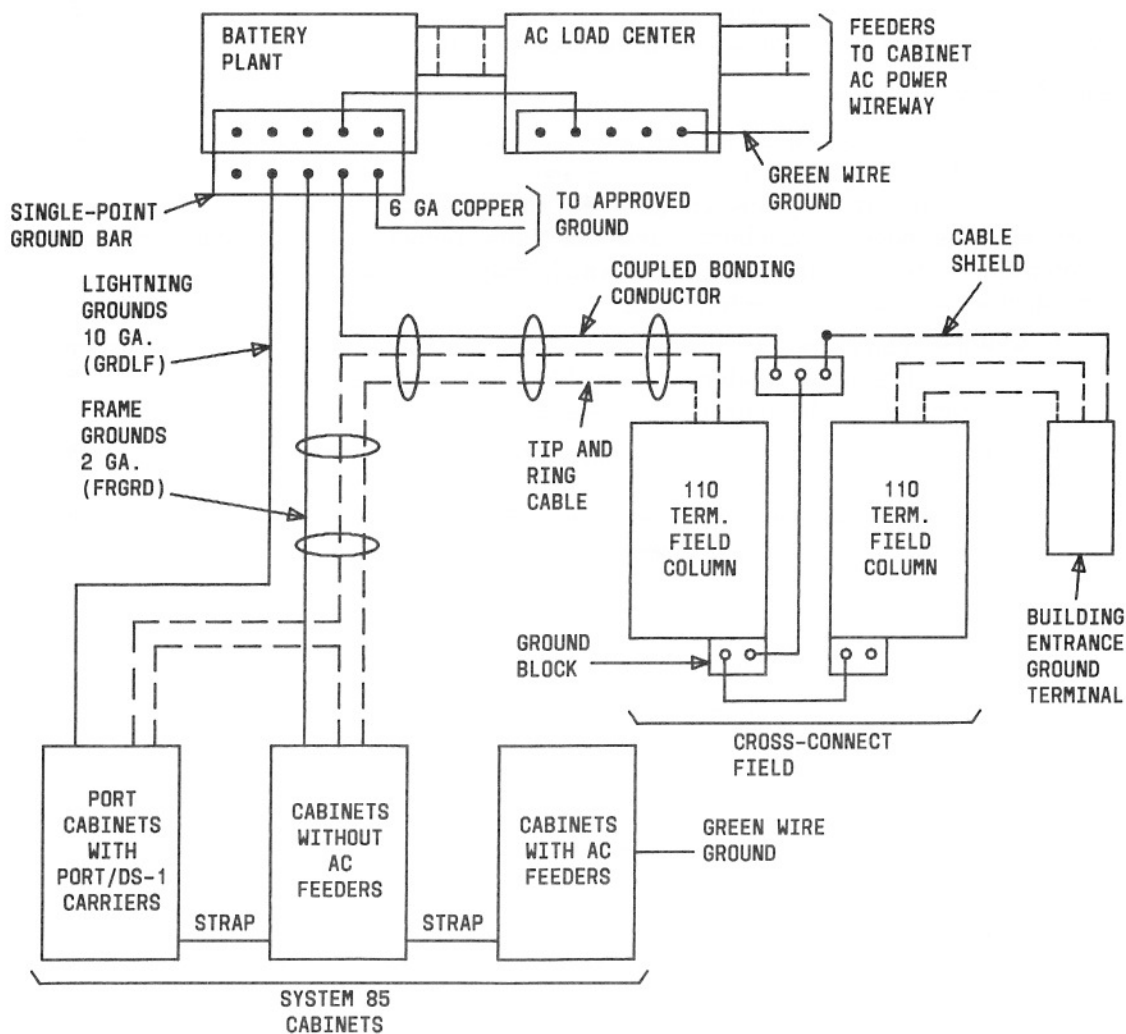 BATTERY
PLANT
AC LOAD CENTER
FEEDERS
TO CABINET
AC POWER
WIREWAY
GREEN WIRE
GROUND
SINGLE-POINT
GROUND BAR
6 GA COPPER
TO APPROVED
GROUND
LIGHTNING
GROUNDS
10 GA.
(GRDLF)
COUPLED BONDING
CONDUCTOR
CABLE
SHIELD
FRAME
GROUNDS
2 GA.
(FRGRD)
TIP AND
RING
CABLE
110
TERM.
FIELD
COLUMN
110
TERM.
FIELD
COLUMN
BUILDING
ENTRANCE
GROUND
TERMINAL
GROUND
BLOCK
CROSS-CONNECT
FIELD
PORT
CABINETS
WITH
PORT/DS-1
CARRIERS
STRAP
CABINETS
WITHOUT
AC
FEEDERS
STRAP
CABINETS
WITH AC
FEEDERS
GREEN WIRE
GROUND
SYSTEM 85
CABINETS